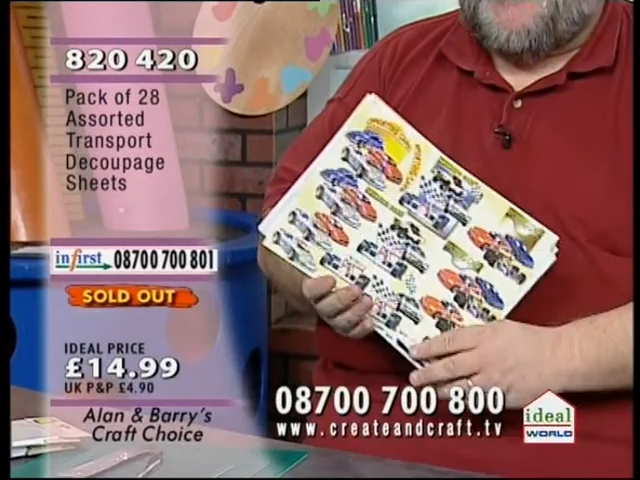 820 420
Pack of 28
Assorted
Transport
Decoupage
Sheets
infirst 08700 700 801
SOLD OUT
IDEAL PRICE
£14.99
UK P&P £4.90
Alan & Barry's
Craft Choice
08700 700 800
www.createandcraft.tv
ideal
WORLD